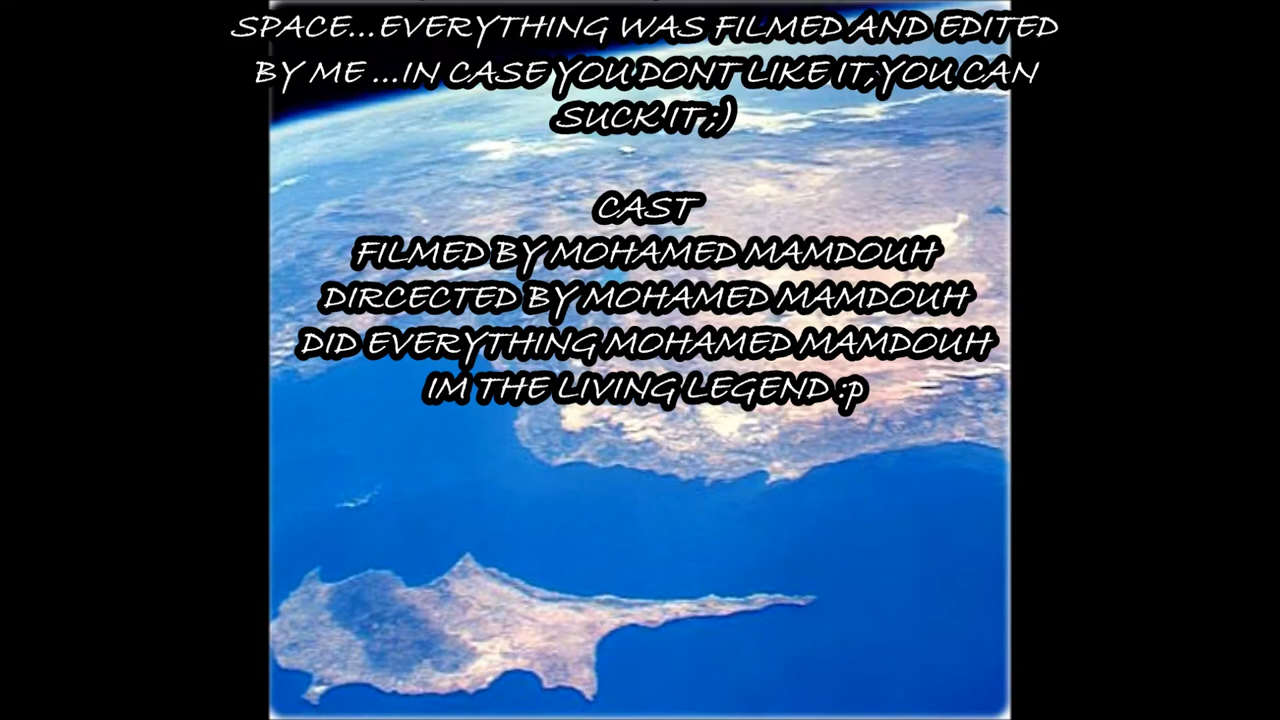 SPACE...EVERYTHING WAS FILMED AND EDITED
BY ME ...IN CASE YOU DONT LIKE IT,YOU CAN
SUCK IT ;)
CAST
FILMED BY MOHAMED MAMDOUH
DIRCECTED BY MOHAMED MAMDOUH
DID EVERYTHING MOHAMED MAMDOUH
IM THE LIVING LEGEND :p